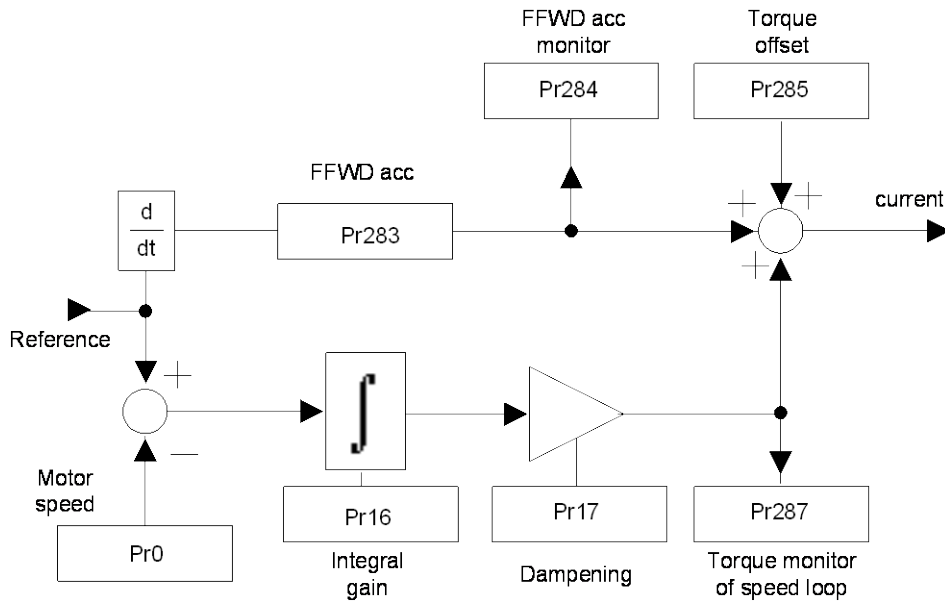 FFWD acc
monitor
Pr284
Torque
offset
Pr285
FFWD acc
Pr283
d
dt
+
+
+
current
Reference
+
−
∫
Motor
speed
Pr0
Pr16
Integral
gain
Pr17
Dampening
Pr287
Torque monitor
of speed loop